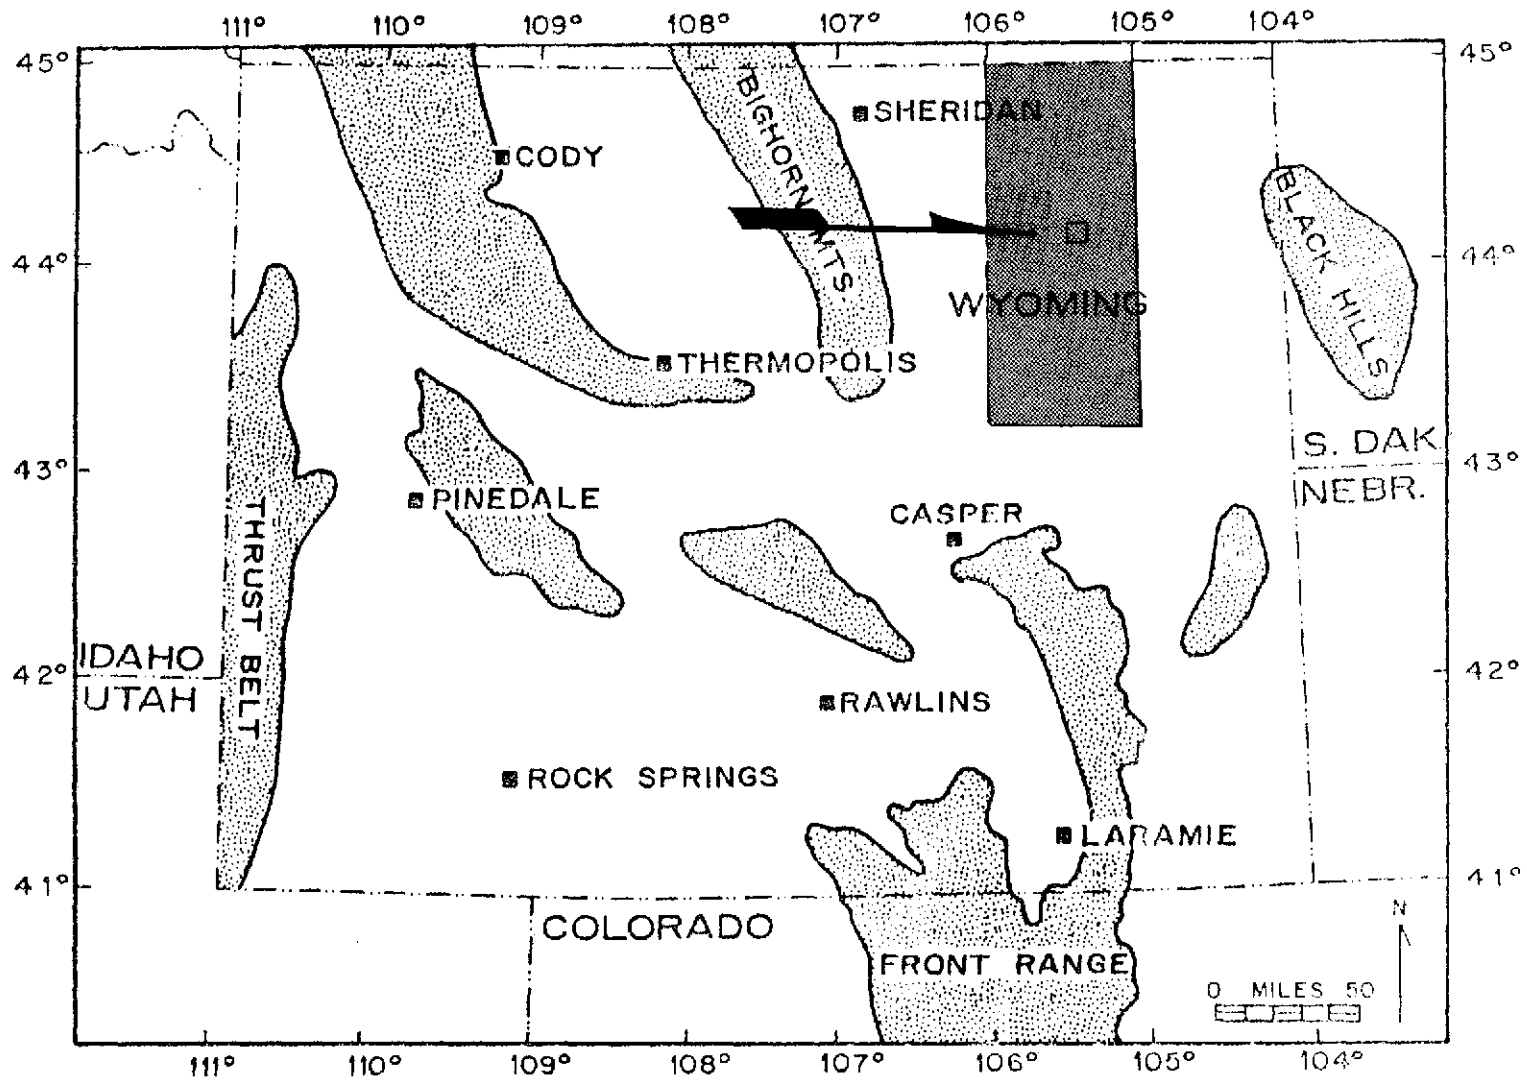 111° 110° 109° 108° 107° 106° 105° 104°
45° 45°
BIGHORN MTS.
SHERIDAN
CODY
BLACK HILLS
44° 44°
WYOMING
THERMOPOLIS
S. DAK
43° 43°
NEBR.
PINEDALE
CASPER
THRUST BELT
IDAHO
42° 42°
UTAH
RAWLINS
ROCK SPRINGS
LARAMIE
41° 41°
N
COLORADO
FRONT RANGE
0 MILES 50
111° 110° 109° 108° 107° 106° 105° 104°